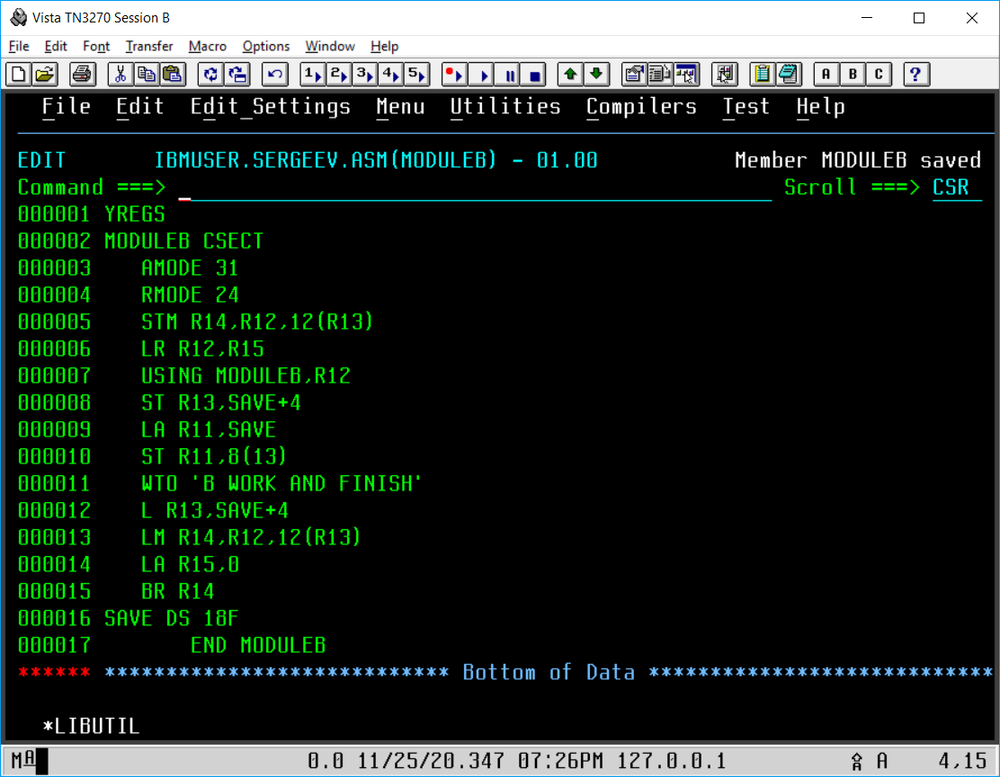 Vista TN3270 Session B
File Edit Font Transfer Macro Options Window Help
1 2 3 4 5 A B C ?
File Edit Edit_Settings Menu Utilities Compilers Test Help
EDIT IBMUSER.SERGEEV.ASM(MODULEB) - 01.00 Member MODULEB saved
Command ===> Scroll ===> CSR
000001 YREGS
000002 MODULEB CSECT
000003 AMODE 31
000004 RMODE 24
000005 STM R14,R12,12(R13)
000006 LR R12,R15
000007 USING MODULEB,R12
000008 ST R13,SAVE+4
000009 LA R11,SAVE
000010 ST R11,8(13)
000011 WTO 'B WORK AND FINISH'
000012 L R13,SAVE+4
000013 LM R14,R12,12(R13)
000014 LA R15,0
000015 BR R14
000016 SAVE DS 18F
000017 END MODULEB
****** **************************** Bottom of Data ****************************
*LIBUTIL
MA 0.0 11/25/20.347 07:26PM 127.0.0.1 A 4,15